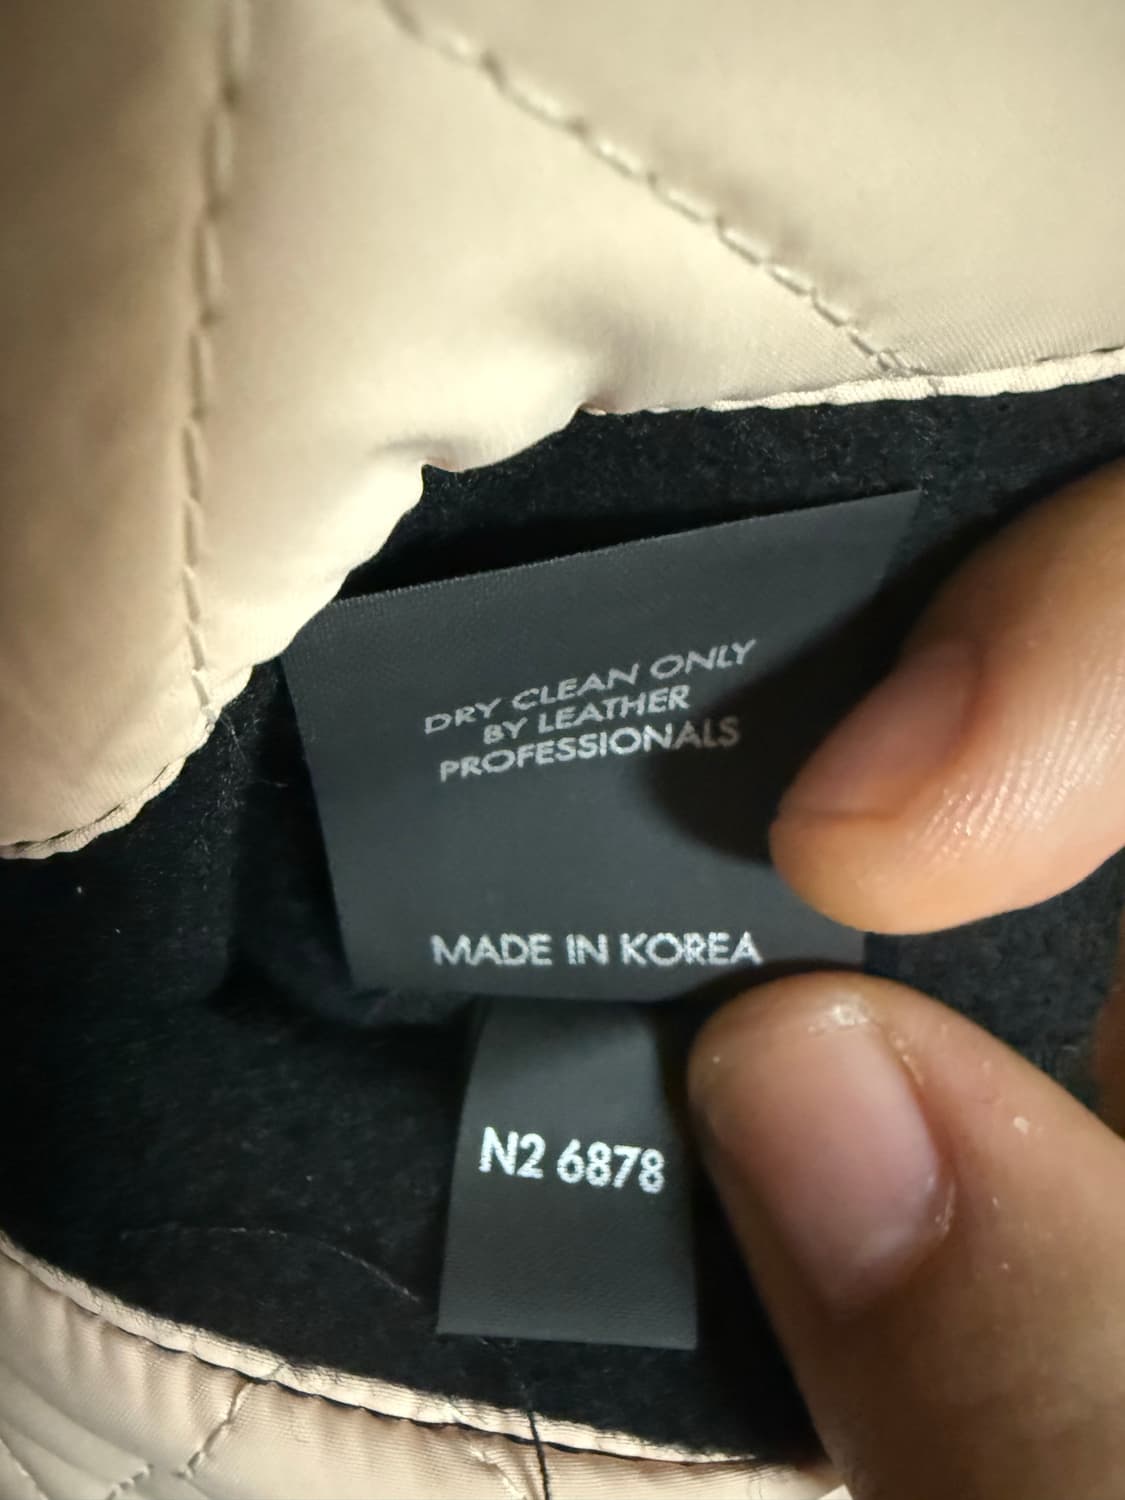 DRY CLEAN ONLY
BY LEATHER
PROFESSIONALS
MADE IN KOREA
N2 6878